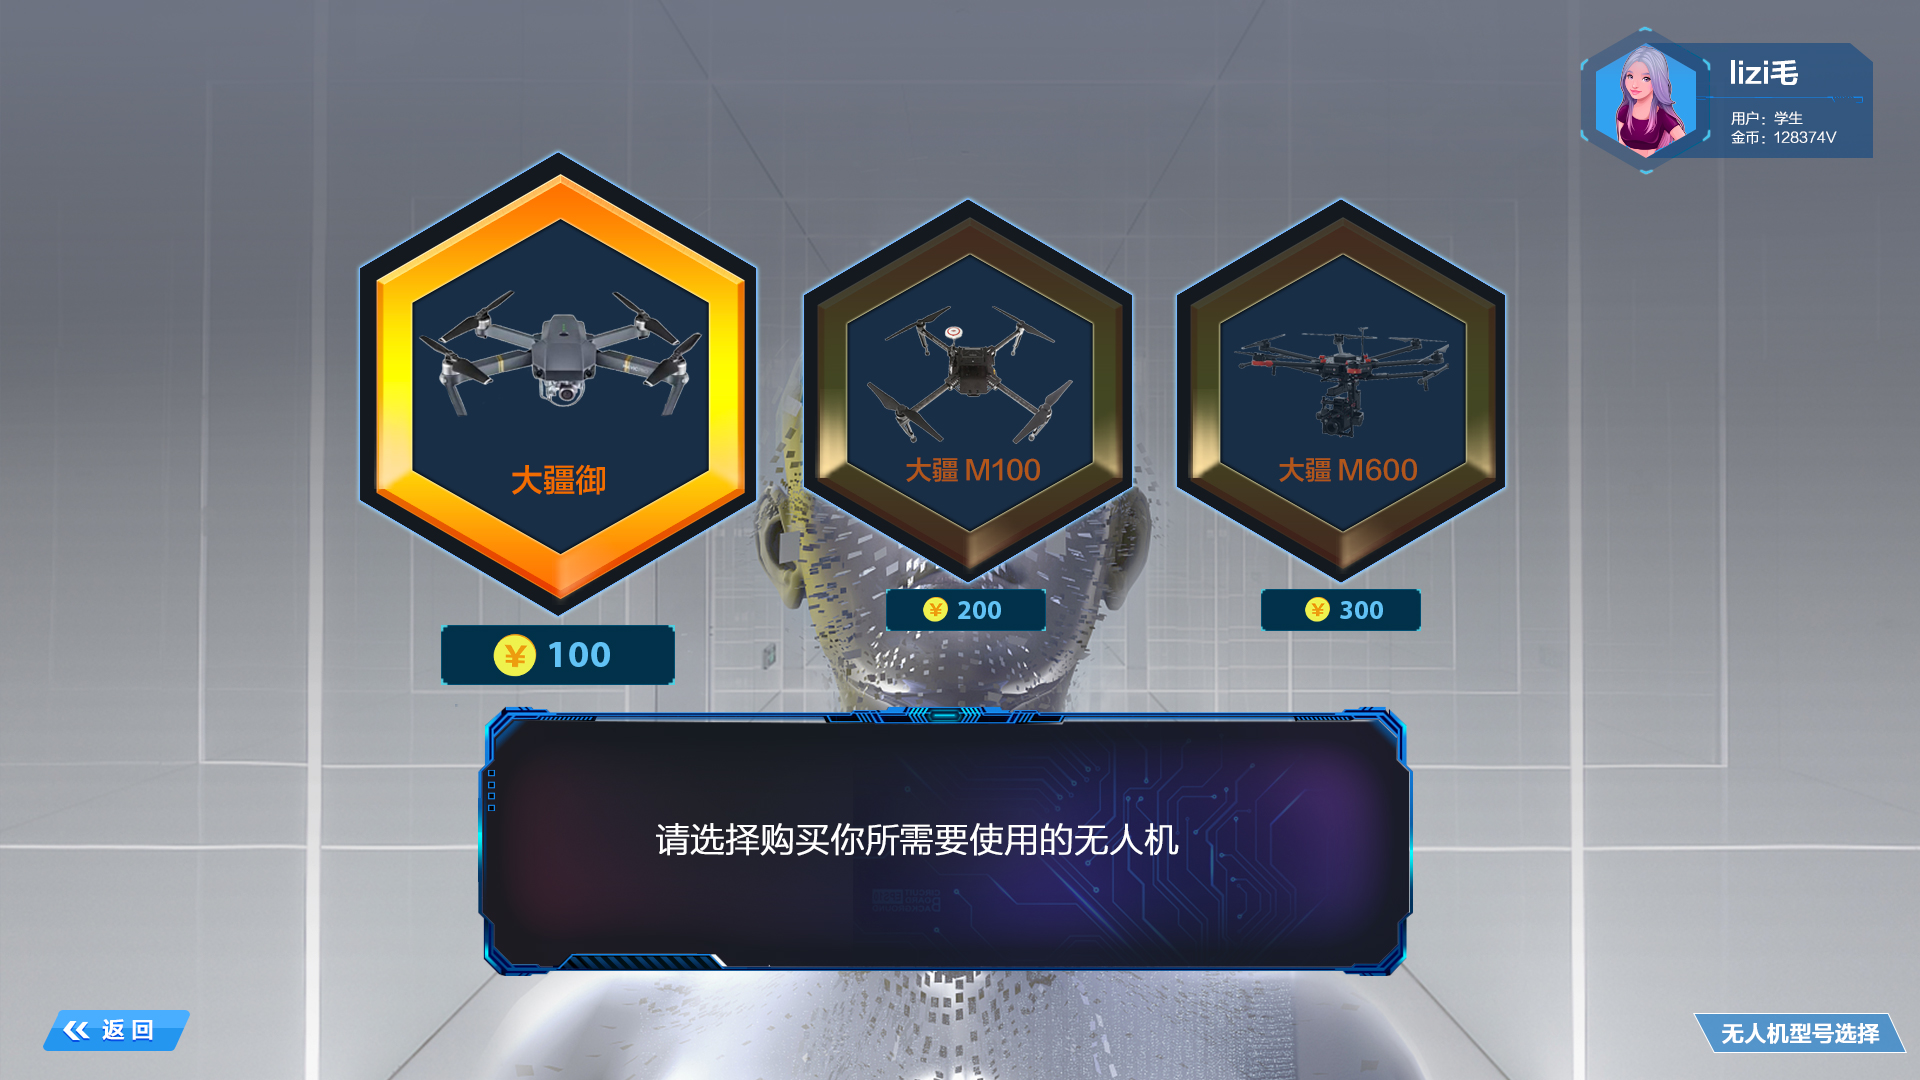 lizi毛
用户：学生
金币：128374V
大疆御
大疆 M100
大疆 M600
¥ 100
¥ 200
¥ 300
请选择购买你所需要使用的无人机
返回
无人机型号选择